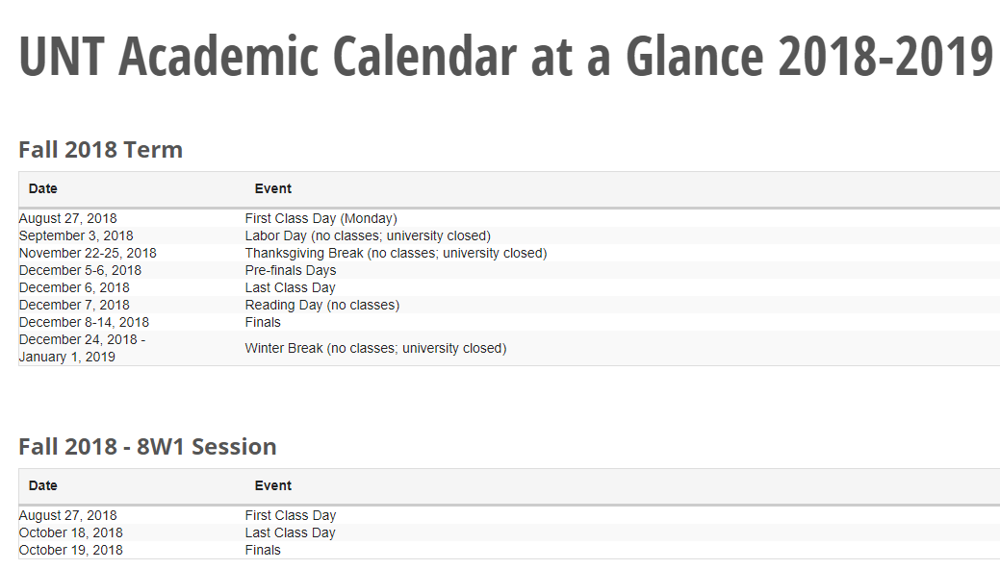 UNT Academic Calendar at a Glance 2018-2019
Fall 2018 Term
Date Event
August 27, 2018 First Class Day (Monday)
September 3, 2018 Labor Day (no classes; university closed)
November 22-25, 2018 Thanksgiving Break (no classes; university closed)
December 5-6, 2018 Pre-finals Days
December 6, 2018 Last Class Day
December 7, 2018 Reading Day (no classes)
December 8-14, 2018 Finals
December 24, 2018 -
January 1, 2019 Winter Break (no classes; university closed)
Fall 2018 - 8W1 Session
Date Event
August 27, 2018 First Class Day
October 18, 2018 Last Class Day
October 19, 2018 Finals